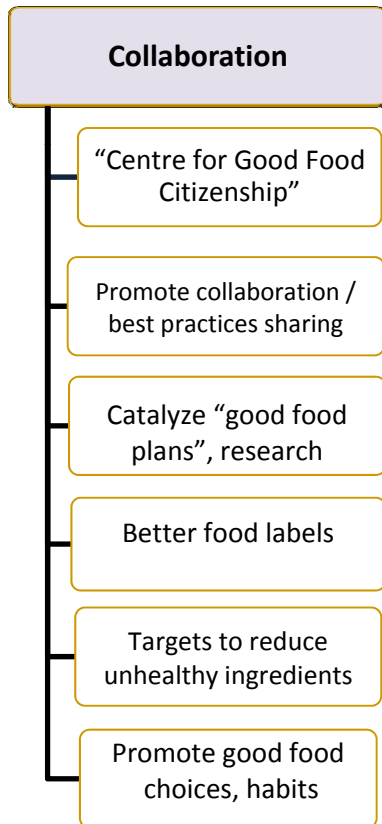 Collaboration
“Centre for Good Food
Citizenship”
Promote collaboration /
best practices sharing
Catalyze “good food
plans”, research
Better food labels
Targets to reduce
unhealthy ingredients
Promote good food
choices, habits